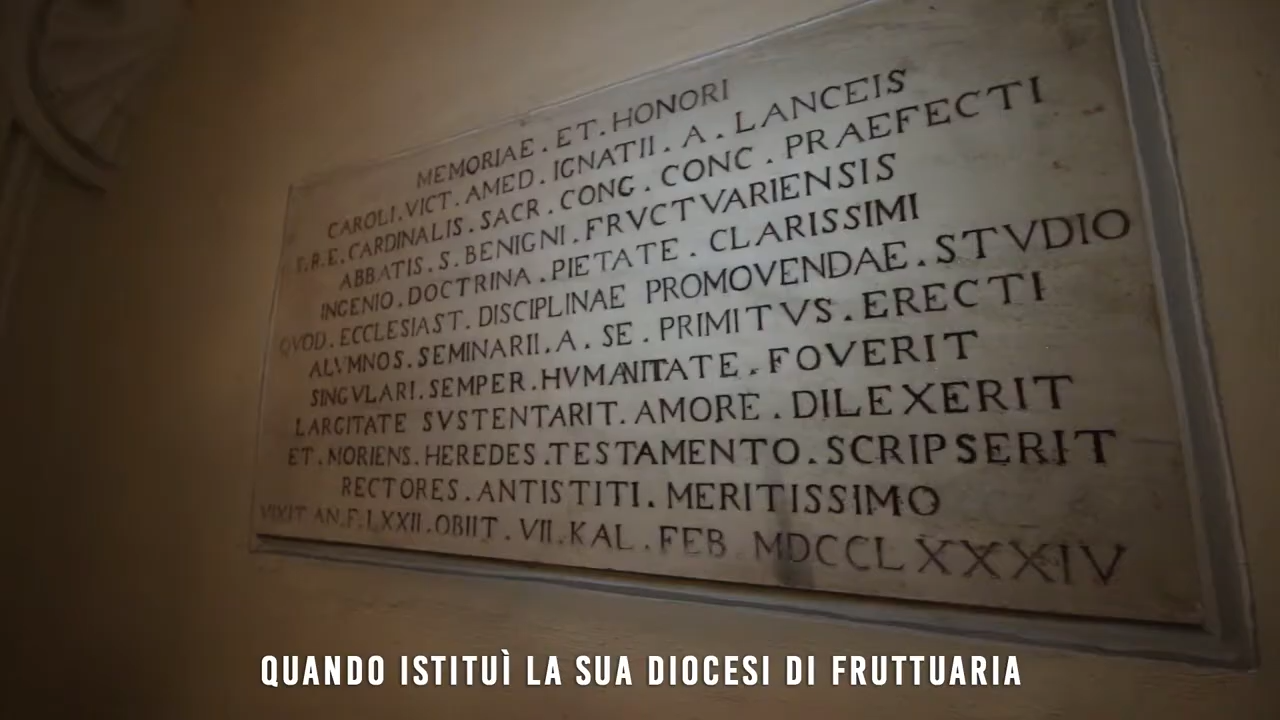 MEMORIAE . ET . HONORI
CAROLI . VICT . AMED . IGNATII . A . LANCEIS
R . E . CARDINALIS . SACR . CONG . CONC . PRAEFECTI
ABBATIS . S . BENIGNI . FRVCTVARIENSIS
INGENIO . DOCTRINA . PIETATE . CLARISSIMI
QVOD . ECCLESIAST . DISCIPLINAE PROMOVENDAE . STVDIO
ALVMNOS . SEMINARII . A . SE . PRIMITVS . ERECTI
SINGVLARI . SEMPER . HVMANITATE . FOVERIT
LARGITATE SVSTENTARIT . AMORE . DILEXERIT
ET . MORIENS . HEREDES . TESTAMENTO . SCRIPSERIT
RECTORES . ANTISTITI . MERITISSIMO
VIXIT AN . F . LXXII . OBIIT . VII . KAL . FEB MDCCLXXXIV
QUANDO ISTITUÌ LA SUA DIOCESI DI FRUTTUARIA